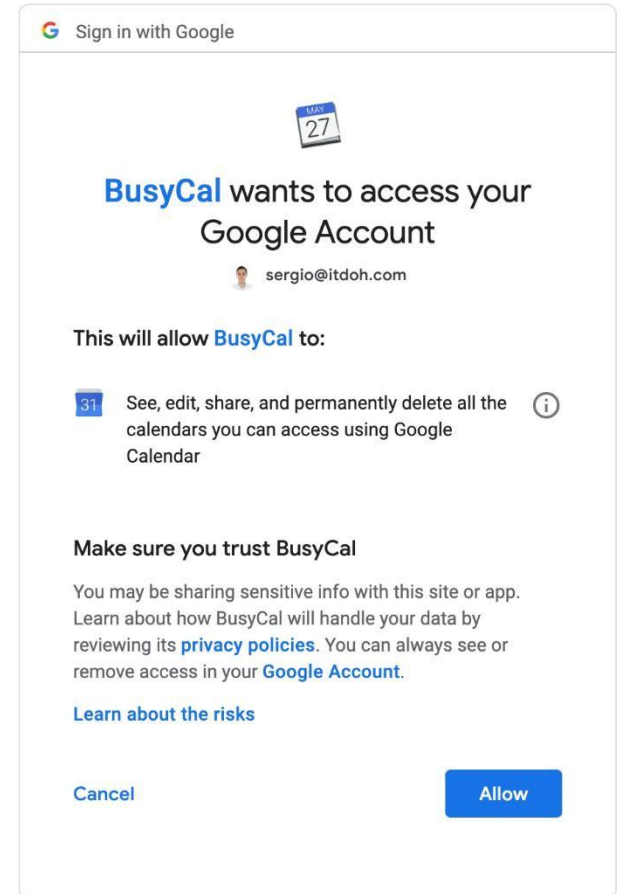 Sign in with Google
MAY
27
BusyCal wants to access your
Google Account
sergio@itdoh.com
This will allow BusyCal to:
31
See, edit, share, and permanently delete all the
calendars you can access using Google
Calendar
Make sure you trust BusyCal
You may be sharing sensitive info with this site or app.
Learn about how BusyCal will handle your data by
reviewing its privacy policies. You can always see or
remove access in your Google Account.
Learn about the risks
Cancel
Allow